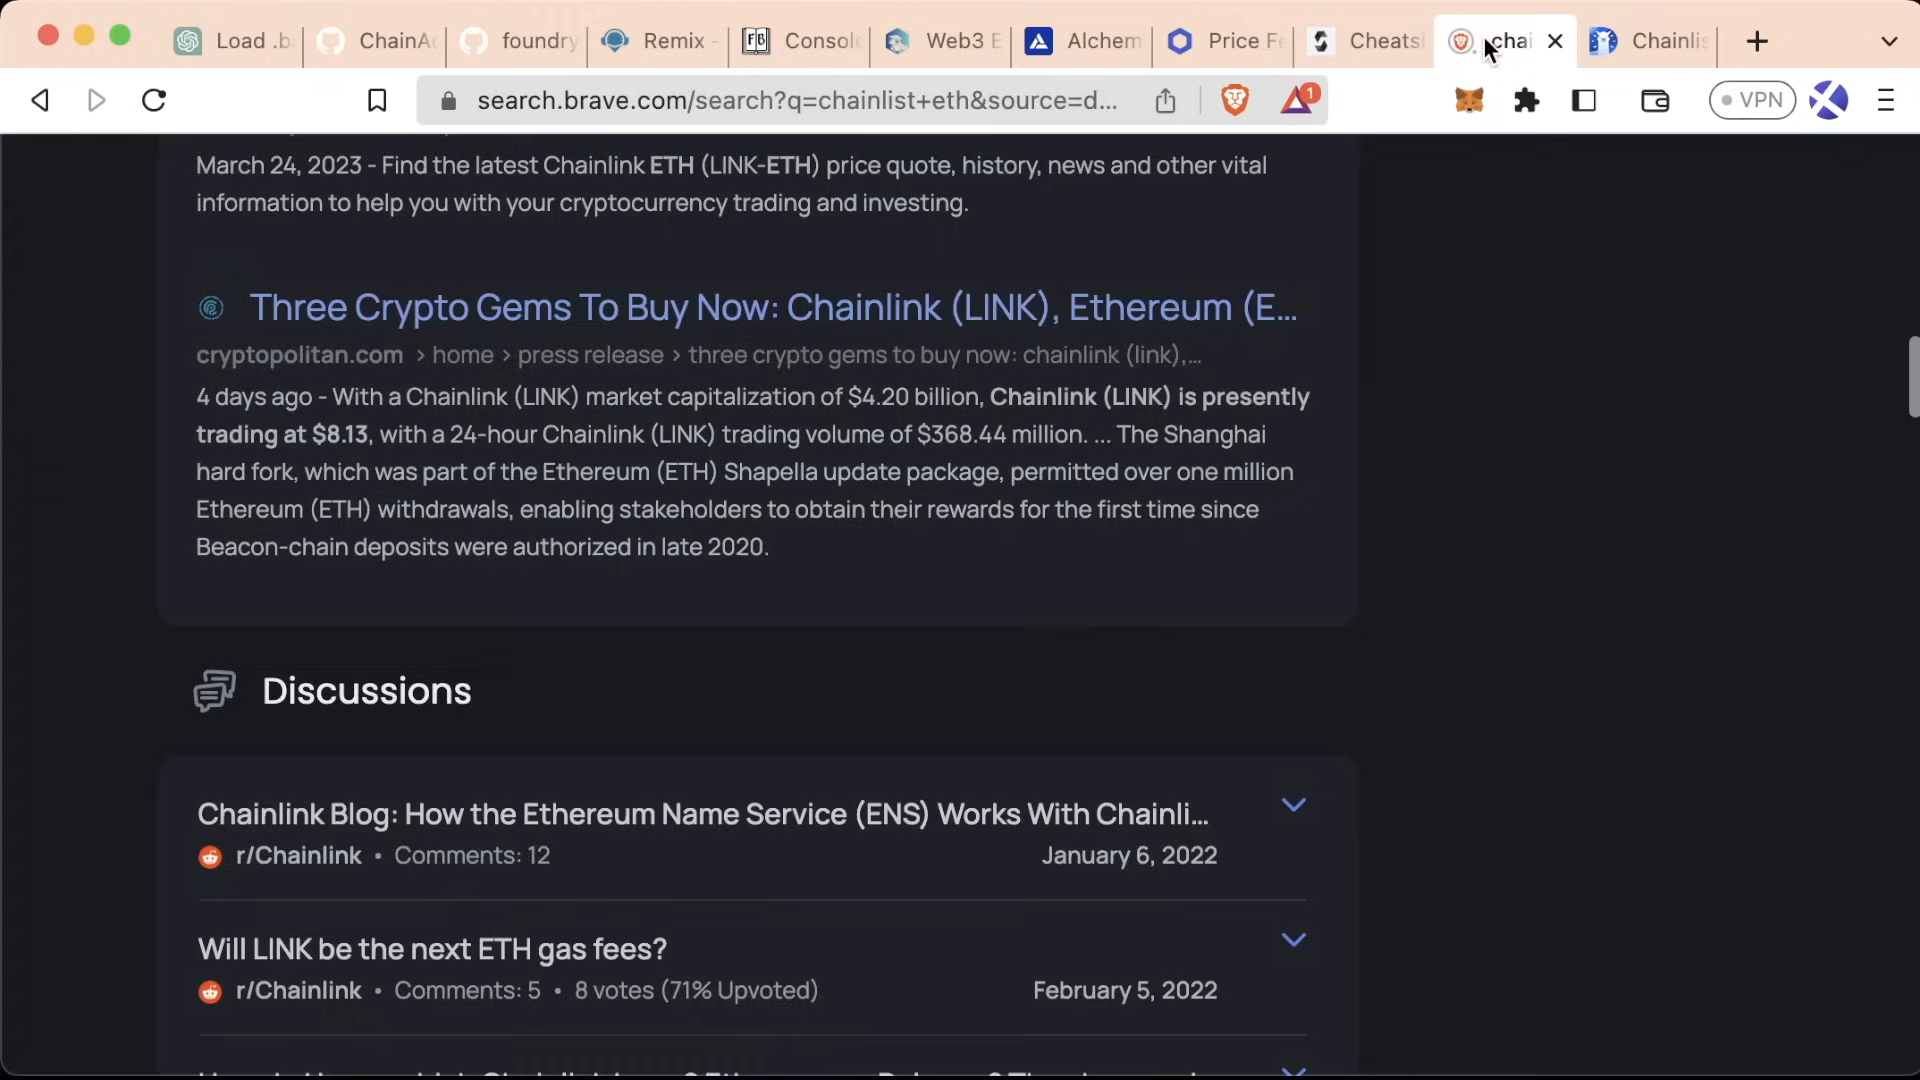 Load .b
ChainAc
foundry
Remix -
Console
Web3 E
Alchem
Price Fe
Cheatsl
chai
Chainlis
search.brave.com/search?q=chainlist+eth&source=d...
1
VPN
March 24, 2023 - Find the latest Chainlink ETH (LINK-ETH) price quote, history, news and other vital
information to help you with your cryptocurrency trading and investing.
Three Crypto Gems To Buy Now: Chainlink (LINK), Ethereum (E...
cryptopolitan.com › home › press release › three crypto gems to buy now: chainlink (link),...
4 days ago - With a Chainlink (LINK) market capitalization of $4.20 billion, Chainlink (LINK) is presently
trading at $8.13, with a 24-hour Chainlink (LINK) trading volume of $368.44 million. ... The Shanghai
hard fork, which was part of the Ethereum (ETH) Shapella update package, permitted over one million
Ethereum (ETH) withdrawals, enabling stakeholders to obtain their rewards for the first time since
Beacon-chain deposits were authorized in late 2020.
Discussions
Chainlink Blog: How the Ethereum Name Service (ENS) Works With Chainli...
r/Chainlink • Comments: 12
January 6, 2022
Will LINK be the next ETH gas fees?
r/Chainlink • Comments: 5 • 8 votes (71% Upvoted)
February 5, 2022